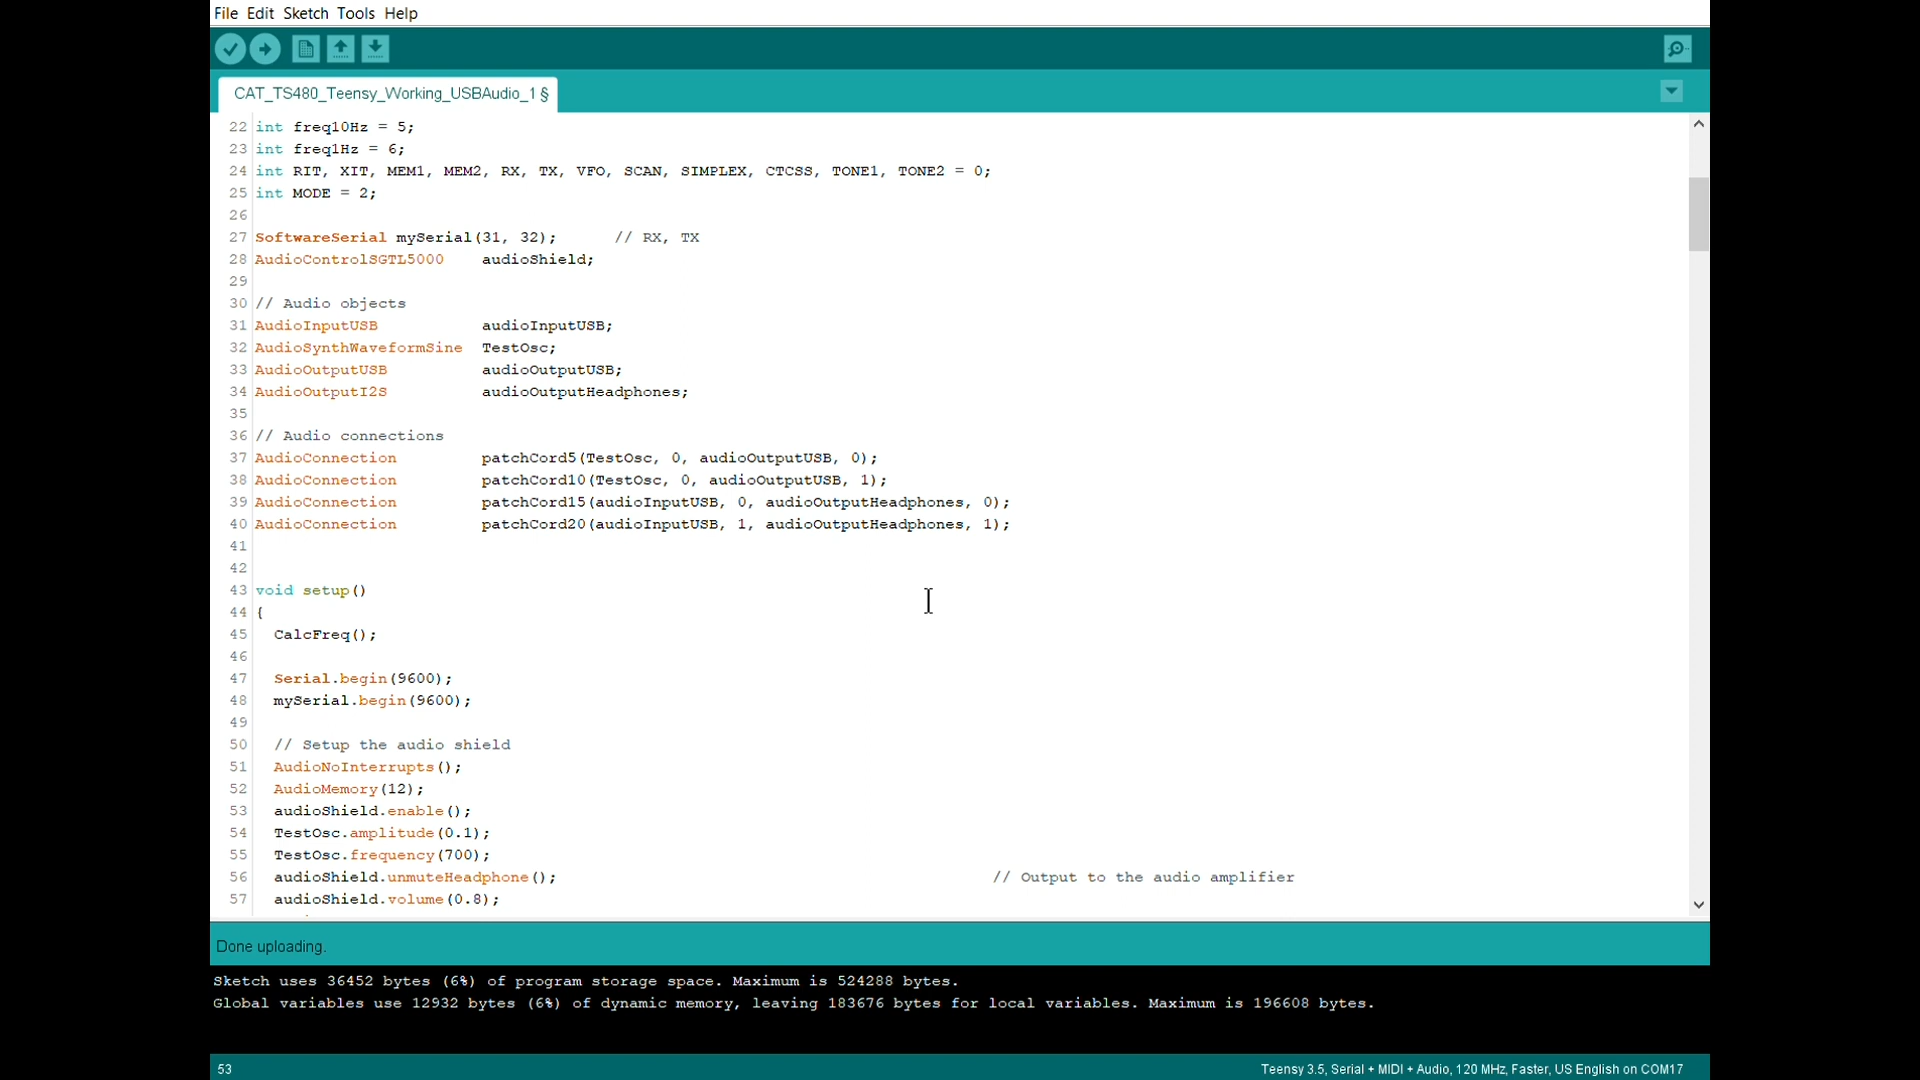 File Edit Sketch Tools Help
CAT_TS480_Teensy_Working_USBAudio_1 §
22 int freq10Hz = 5;
23 int freq1Hz = 6;
24 int RIT, XIT, MEM1, MEM2, RX, TX, VFO, SCAN, SIMPLEX, CTCSS, TONE1, TONE2 = 0;
25 int MODE = 2;
26
27 SoftwareSerial mySerial(31, 32); // RX, TX
28 AudioControlSGTL5000 audioShield;
29
30 // Audio objects
31 AudioInputUSB audioInputUSB;
32 AudioSynthWaveformSine TestOsc;
33 AudioOutputUSB audioOutputUSB;
34 AudioOutputI2S audioOutputHeadphones;
35
36 // Audio connections
37 AudioConnection patchCord5(TestOsc, 0, audioOutputUSB, 0);
38 AudioConnection patchCord10(TestOsc, 0, audioOutputUSB, 1);
39 AudioConnection patchCord15(audioInputUSB, 0, audioOutputHeadphones, 0);
40 AudioConnection patchCord20(audioInputUSB, 1, audioOutputHeadphones, 1);
41
42
43 void setup()
44 {
45 CalcFreq();
46
47 Serial.begin(9600);
48 mySerial.begin(9600);
49
50 // Setup the audio shield
51 AudioNoInterrupts();
52 AudioMemory(12);
53 audioShield.enable();
54 TestOsc.amplitude(0.1);
55 TestOsc.frequency(700);
56 audioShield.unmuteHeadphone(); // Output to the audio amplifier
57 audioShield.volume(0.8);
Done uploading.
Sketch uses 36452 bytes (6%) of program storage space. Maximum is 524288 bytes.
Global variables use 12932 bytes (6%) of dynamic memory, leaving 183676 bytes for local variables. Maximum is 196608 bytes.
53 Teensy 3.5, Serial + MIDI + Audio, 120 MHz, Faster, US English on COM17